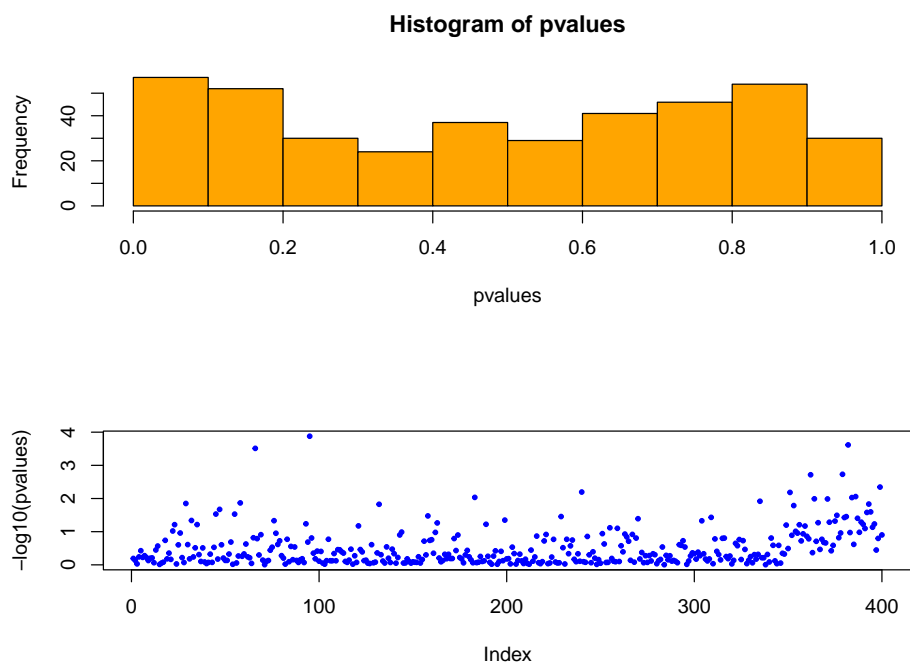 Histogram of pvalues
Frequency
0 20 40
0.0 0.2 0.4 0.6 0.8 1.0
pvalues
−log10(pvalues)
0 1 2 3 4
0 100 200 300 400
Index